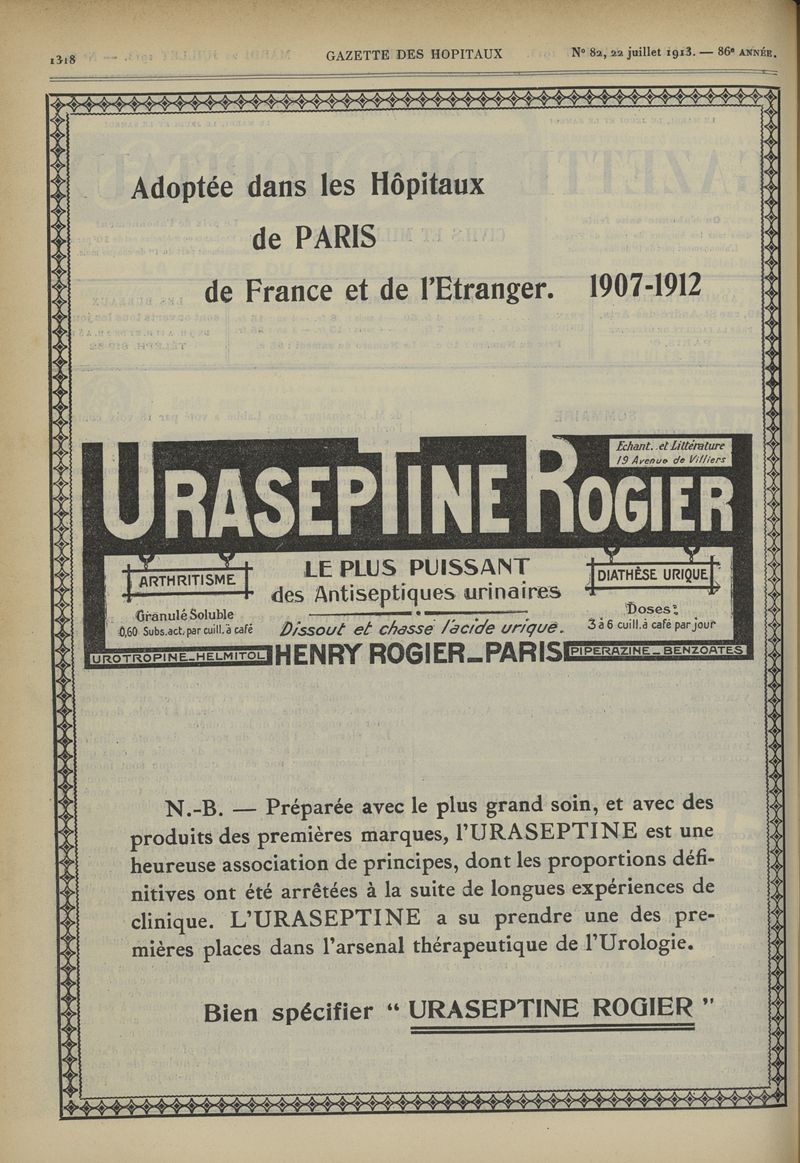 1318
GAZETTE DES HOPITAUX
N° 82, 22 juillet 1913. — 86e ANNÉE.
Adoptée dans les Hôpitaux
de PARIS
de France et de l'Etranger. 1907-1912
Echant. et Littérature
19 Avenue de Villiers
URASEPTINE ROGIER
ARTHRITISME
Granulé Soluble
0,60 Subs.act. par cuill. à café
LE PLUS PUISSANT
des Antiseptiques urinaires
Dissout et chasse l'acide urique.
DIATHÈSE URIQUE
Doses:
3 à 6 cuill. à café par jour
UROTROPINE_HELMITOL
HENRY ROGIER_PARIS
PIPERAZINE_BENZOATES
N.-B. — Préparée avec le plus grand soin, et avec des
produits des premières marques, l'URASEPTINE est une
heureuse association de principes, dont les proportions défi-
nitives ont été arrêtées à la suite de longues expériences de
clinique. L'URASEPTINE a su prendre une des pre-
mières places dans l'arsenal thérapeutique de l'Urologie.
Bien spécifier “ URASEPTINE ROGIER ”